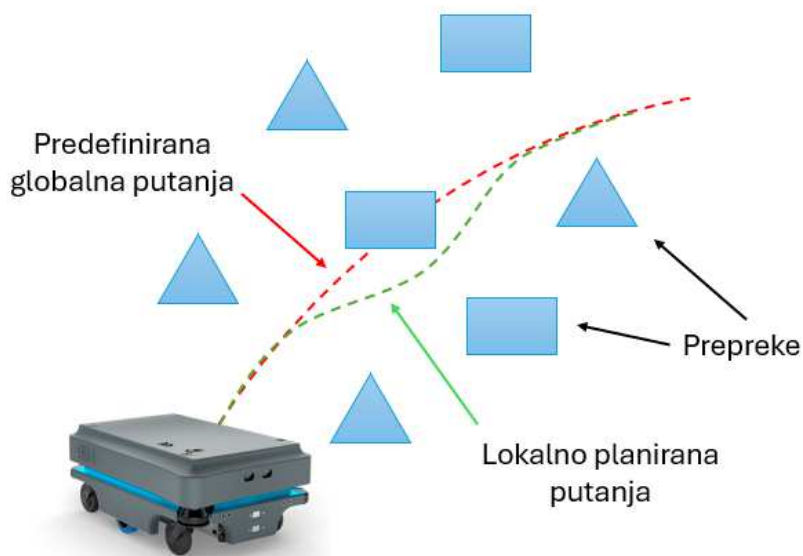 Predefinirana
globalna putanja
Prepreke
Lokalno planirana
putanja